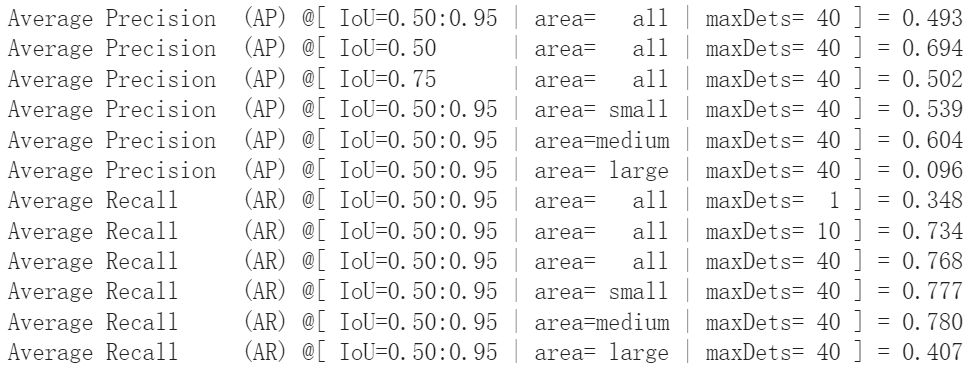 Average Precision  (AP) @[ IoU=0.50:0.95 | area=   all | maxDets= 40 ] = 0.493
Average Precision  (AP) @[ IoU=0.50      | area=   all | maxDets= 40 ] = 0.694
Average Precision  (AP) @[ IoU=0.75      | area=   all | maxDets= 40 ] = 0.502
Average Precision  (AP) @[ IoU=0.50:0.95 | area= small | maxDets= 40 ] = 0.539
Average Precision  (AP) @[ IoU=0.50:0.95 | area=medium | maxDets= 40 ] = 0.604
Average Precision  (AP) @[ IoU=0.50:0.95 | area= large | maxDets= 40 ] = 0.096
Average Recall     (AR) @[ IoU=0.50:0.95 | area=   all | maxDets=  1 ] = 0.348
Average Recall     (AR) @[ IoU=0.50:0.95 | area=   all | maxDets= 10 ] = 0.734
Average Recall     (AR) @[ IoU=0.50:0.95 | area=   all | maxDets= 40 ] = 0.768
Average Recall     (AR) @[ IoU=0.50:0.95 | area= small | maxDets= 40 ] = 0.777
Average Recall     (AR) @[ IoU=0.50:0.95 | area=medium | maxDets= 40 ] = 0.780
Average Recall     (AR) @[ IoU=0.50:0.95 | area= large | maxDets= 40 ] = 0.407